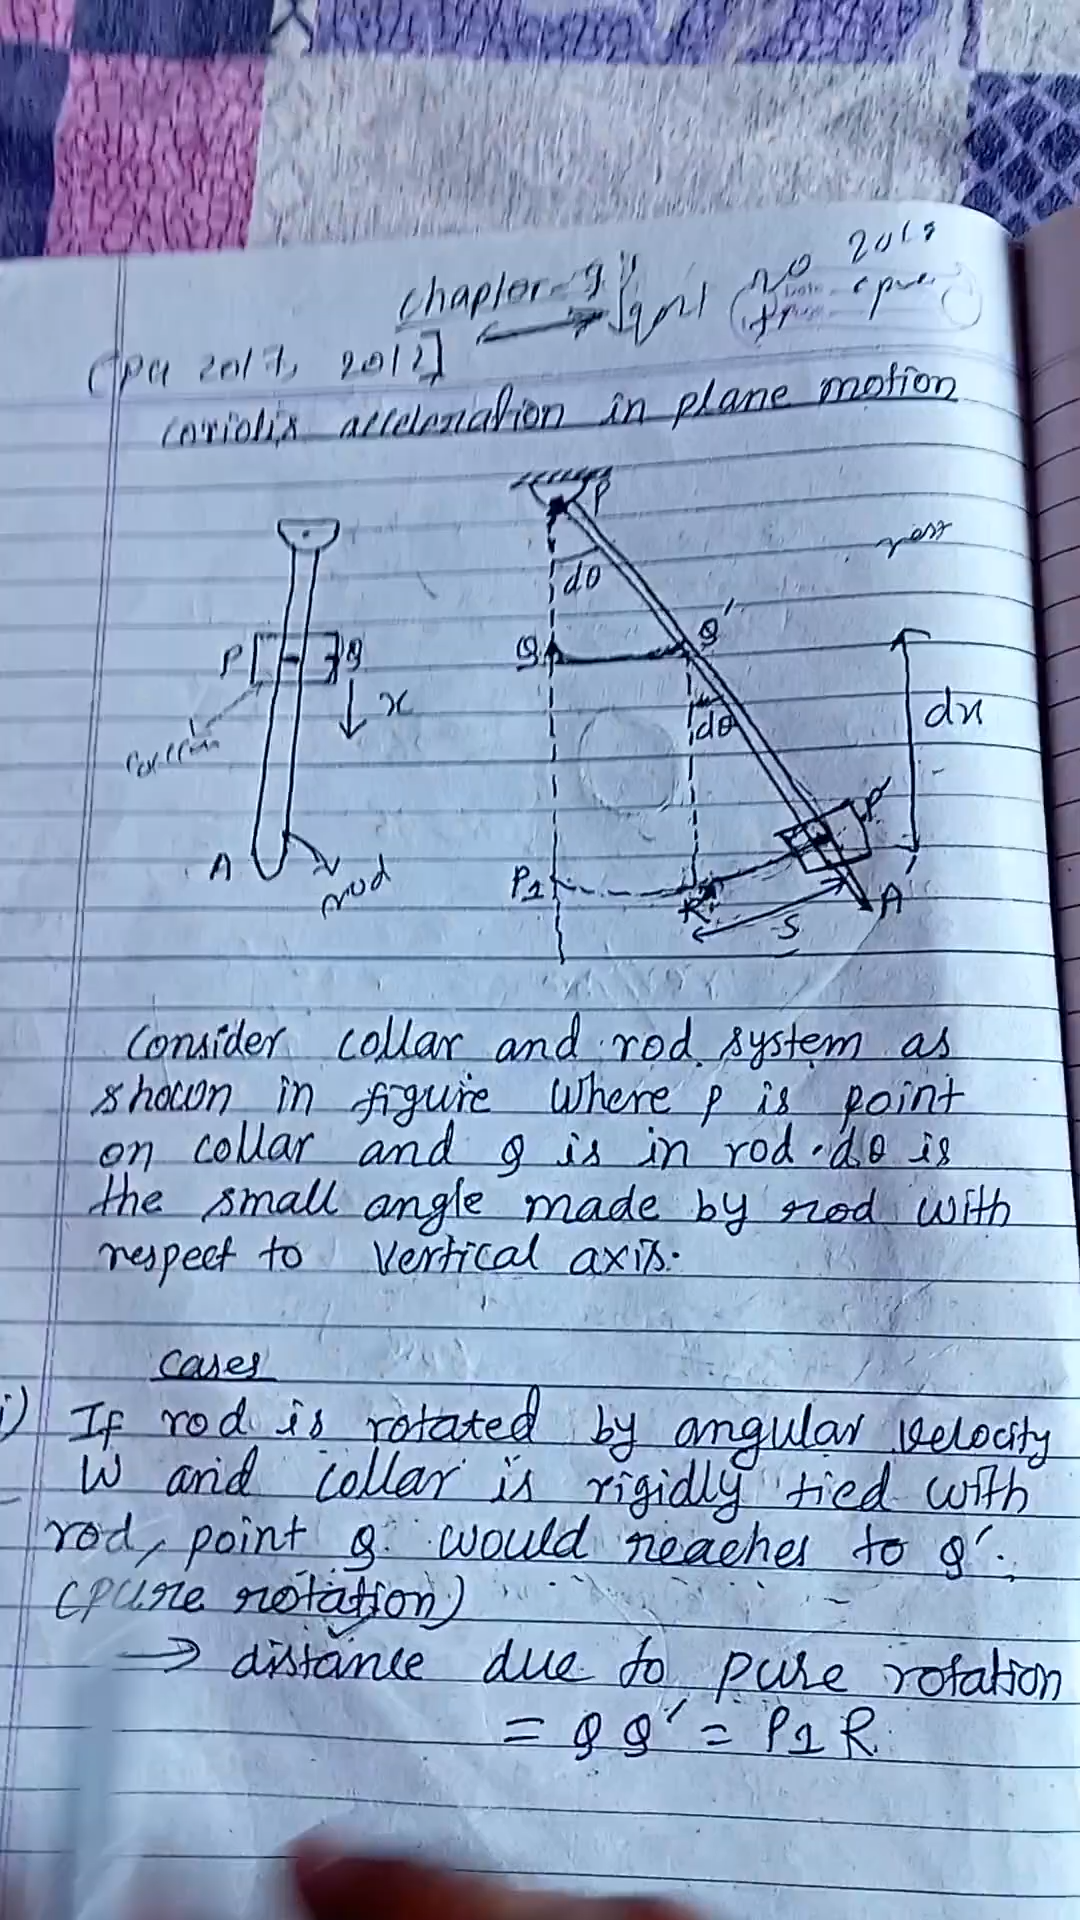 chapter-9
2015
[PU 2017, 2012]
coriolis acceleration in plane motion
P
dθ
P Q
x
Q Q'
dθ
dx
P'
A
rod
P1
R
A'
S
Consider collar and rod system as
shown in figure where p is point
on collar and Q is in rod. dθ is
the small angle made by rod with
respect to vertical axis.
Cases
i) If rod is rotated by angular velocity
W and collar is rigidly tied with
rod, point Q would reaches to Q'.
(pure rotation)
→ distance due to pure rotation
= QQ' = P1R